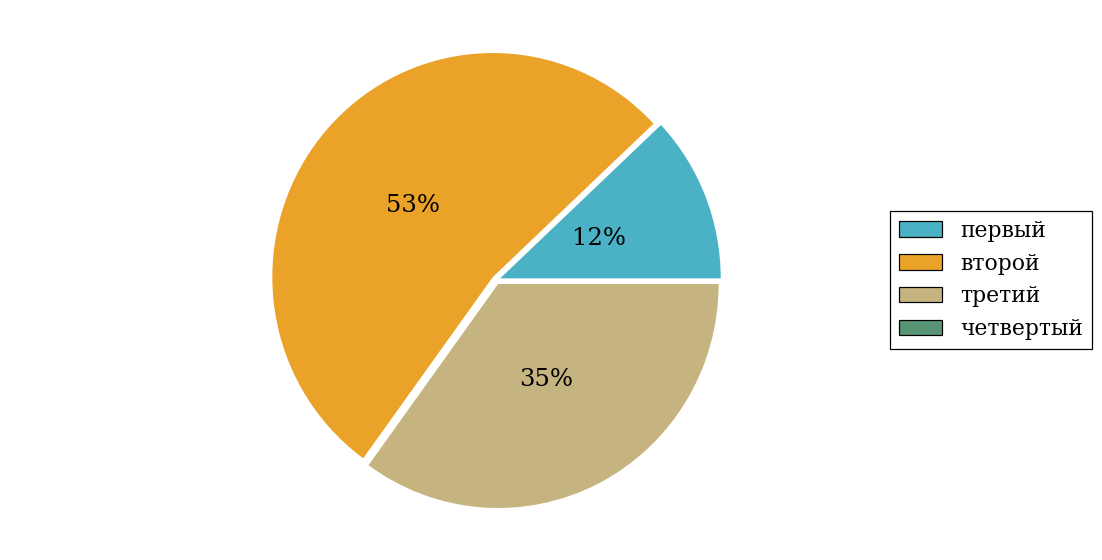 53%
12%
35%
первый
второй
третий
четвертый